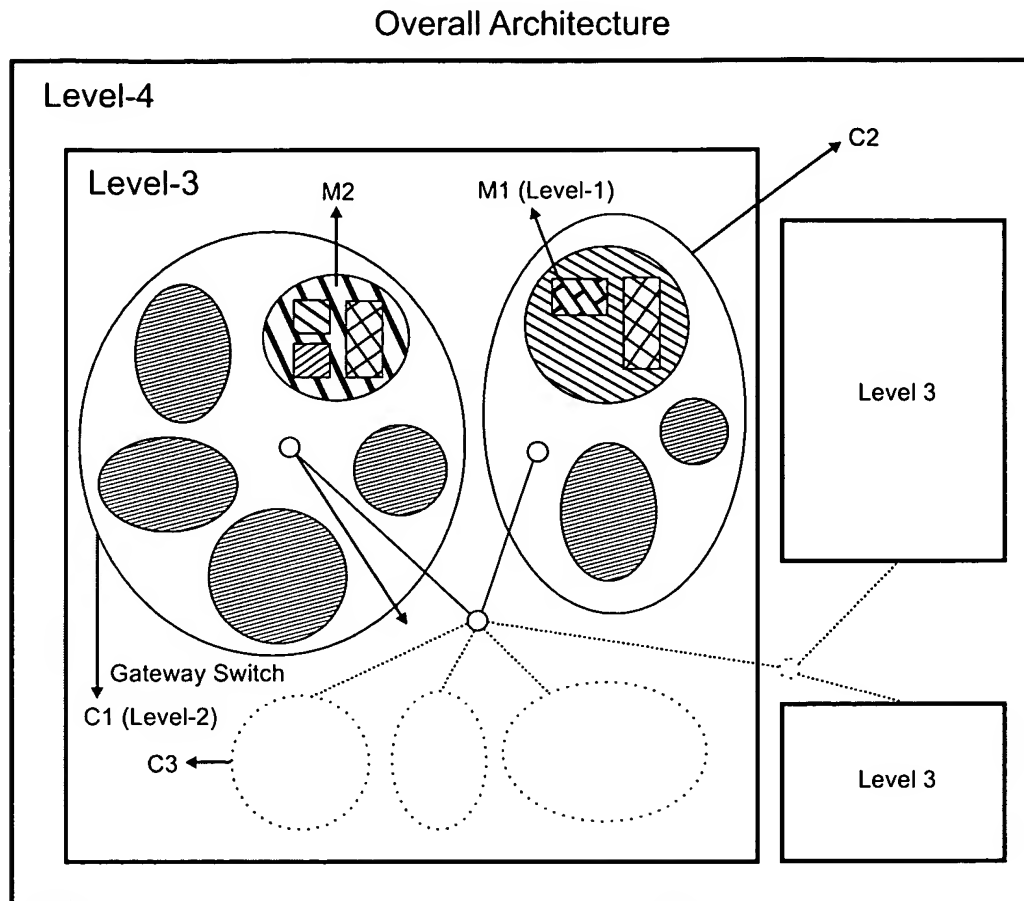 Overall Architecture
Level-4
C2
Level-3
M2
M1 (Level-1)
Level 3
Gateway Switch
C1 (Level-2)
C3
Level 3